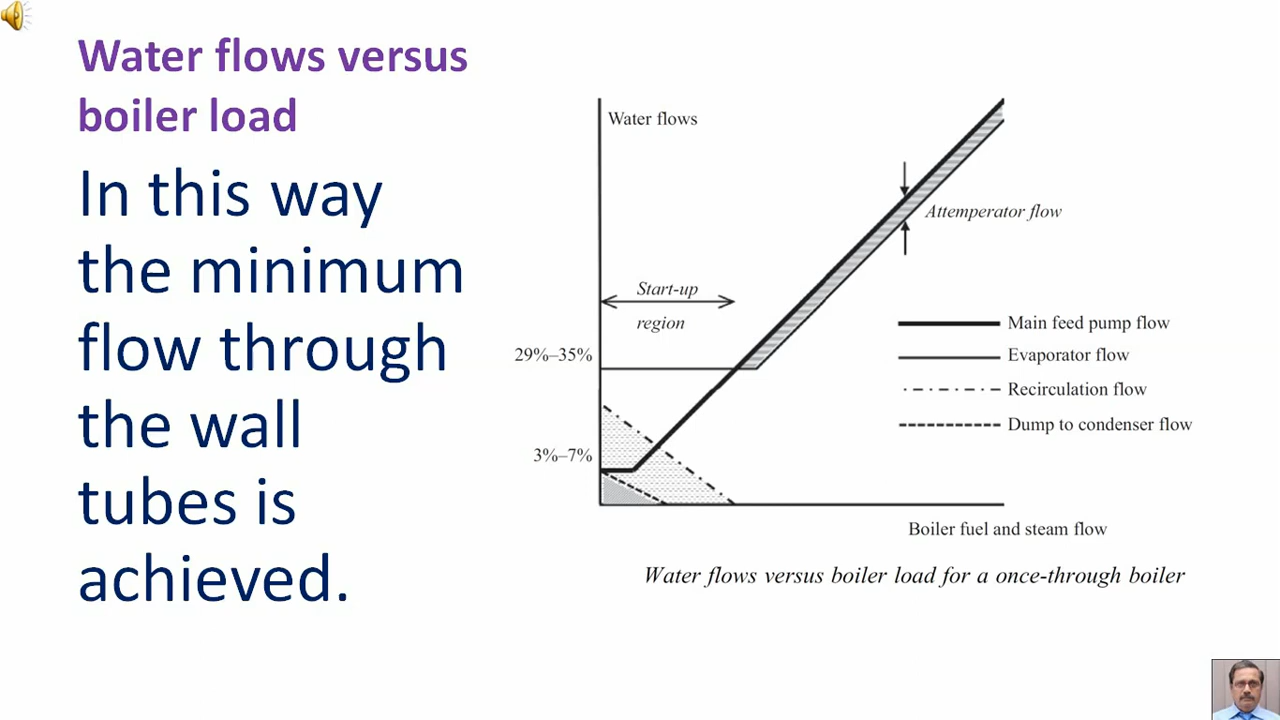 Water flows versus
boiler load
In this way
the minimum
flow through
the wall
tubes is
achieved.
Water flows
Attemperator flow
Start-up
region
29%–35%
3%–7%
Main feed pump flow
Evaporator flow
Recirculation flow
Dump to condenser flow
Boiler fuel and steam flow
Water flows versus boiler load for a once-through boiler